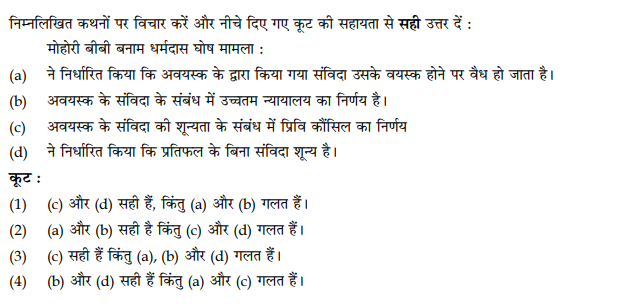 निम्नलिखित कथनों पर विचार करें और नीचे दिए गए कूट की सहायता से सही उत्तर दें :
मोहोरी बीबी बनाम धर्मदास घोष मामला :
(a) ने निर्धारित किया कि अवयस्क के द्वारा किया गया संविदा उसके वयस्क होने पर वैध हो जाता है।
(b) अवयस्क के संविदा के संबंध में उच्चतम न्यायालय का निर्णय है।
(c) अवयस्क के संविदा की शून्यता के संबंध में प्रिवि कौंसिल का निर्णय
(d) ने निर्धारित किया कि प्रतिफल के बिना संविदा शून्य है।
कूट :
(1) (c) और (d) सही हैं, किंतु (a) और (b) गलत हैं।
(2) (a) और (b) सही है किंतु (c) और (d) गलत हैं।
(3) (c) सही हैं किंतु (a), (b) और (d) गलत हैं।
(4) (b) और (d) सही हैं किंतु (a) और (c) गलत हैं।